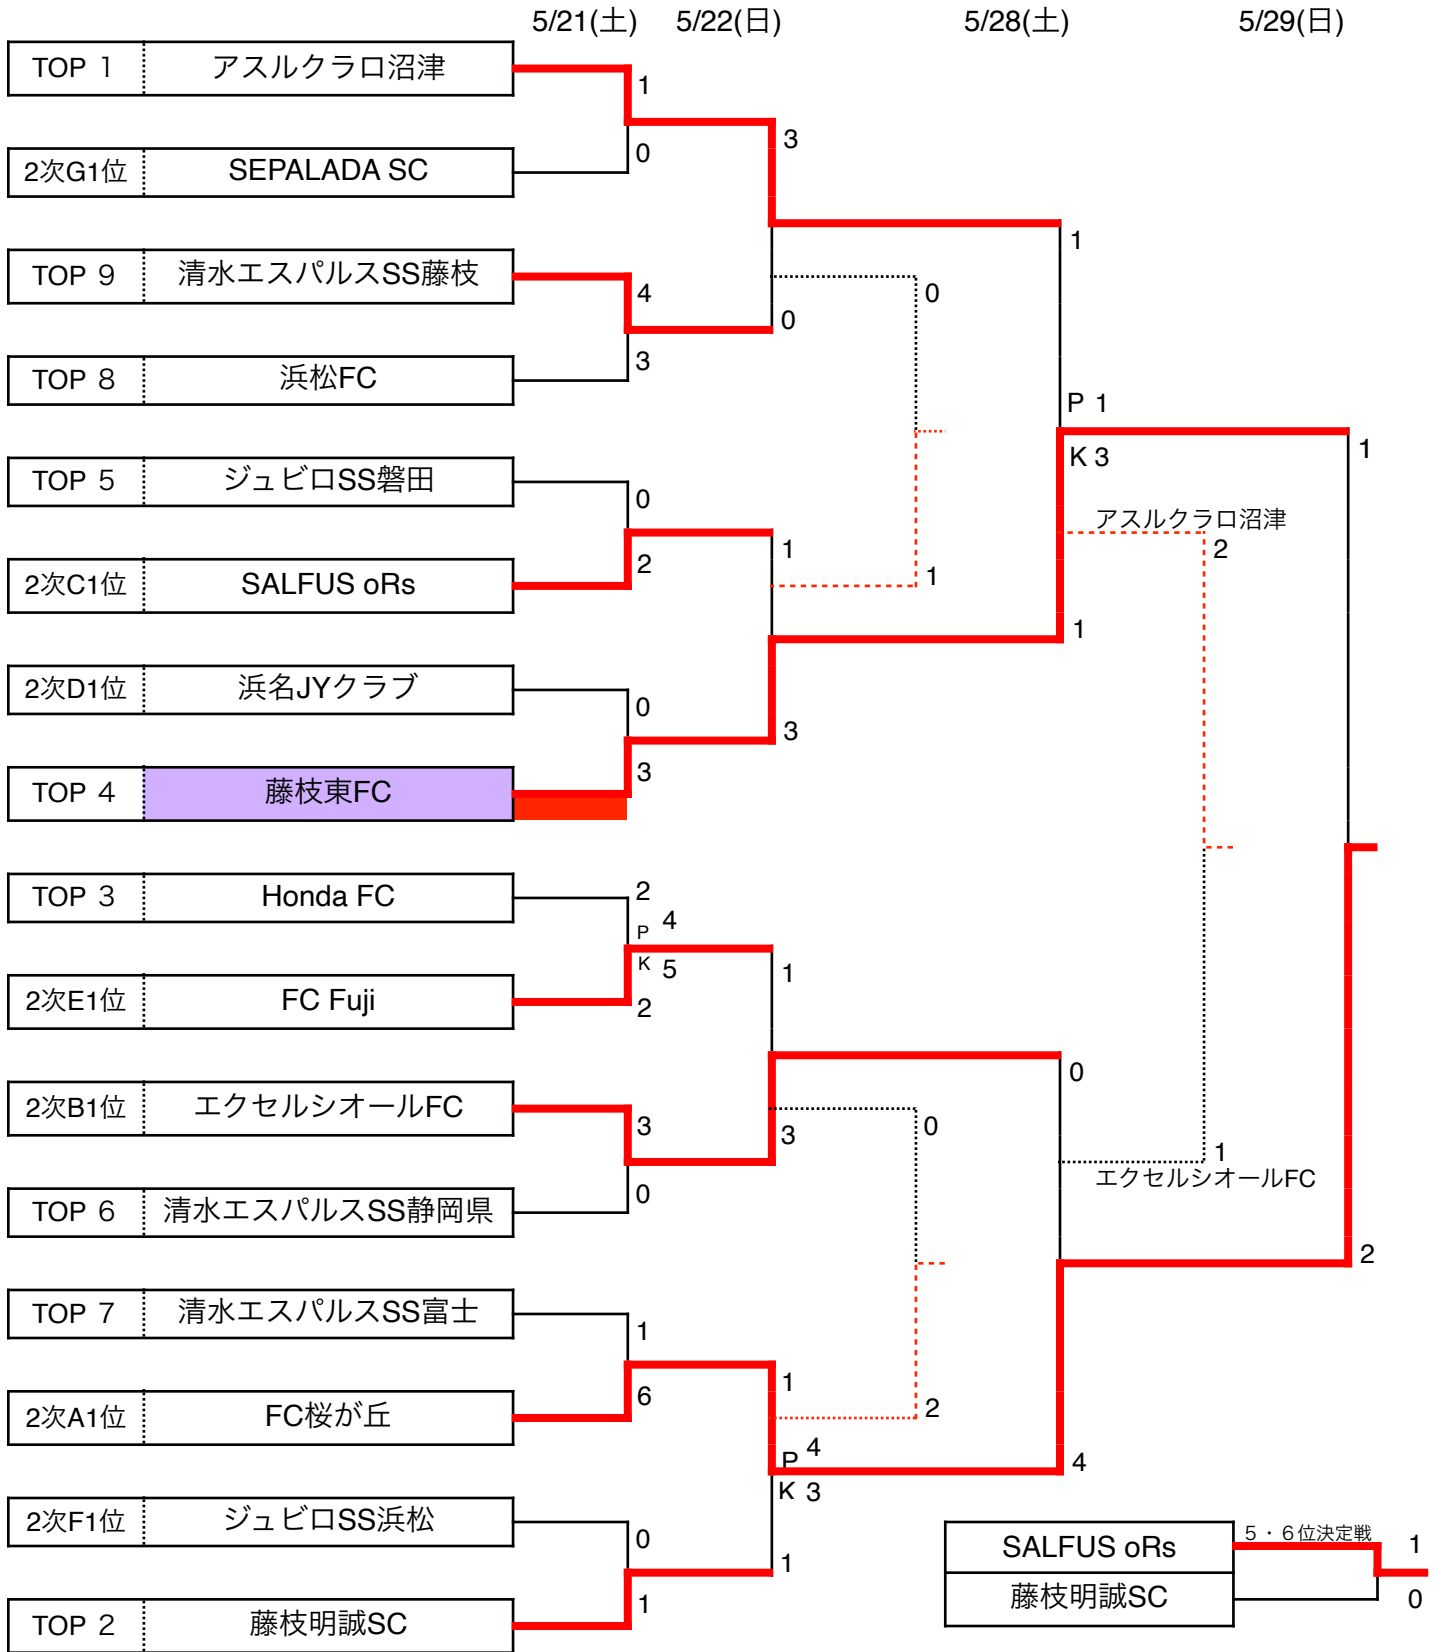 5/21(土) 5/22(日) 5/28(土) 5/29(日)
TOP 1 アスルクラロ沼津
1
3
0
2次G1位 SEPALADA SC
1
TOP 9 清水エスパルスSS藤枝
4
0
0
3
TOP 8 浜松FC
P 1
K 3
1
TOP 5 ジュビロSS磐田
0
アスルクラロ沼津
2
1
2
1
2次C1位 SALFUS oRs
1
2次D1位 浜名JYクラブ
0
3
3
TOP 4 藤枝東FC
TOP 3 Honda FC
2
P 4
K 5
1
2次E1位 FC Fuji
2
0
2次B1位 エクセルシオールFC
3
3
0
1
エクセルシオールFC
0
TOP 6 清水エスパルスSS静岡県
2
TOP 7 清水エスパルスSS富士
1
1
6
2
2次A1位 FC桜が丘
P 4
K 3
4
2次F1位 ジュビロSS浜松
0
1
1
TOP 2 藤枝明誠SC
5・6位決定戦
SALFUS oRs
1
藤枝明誠SC
0